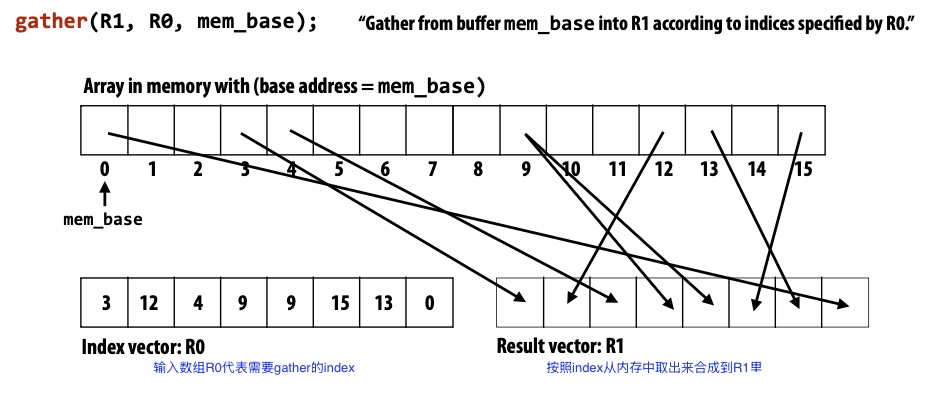 gather(R1, R0, mem_base); “Gather from buffer mem_base into R1 according to indices specified by R0.”
Array in memory with (base address = mem_base)
0 1 2 3 4 5 6 7 8 9 10 11 12 13 14 15
mem_base
3 12 4 9 9 15 13 0
Index vector: R0
Result vector: R1
输入数组R0代表需要gather的index
按照index从内存中取出来合成到R1里